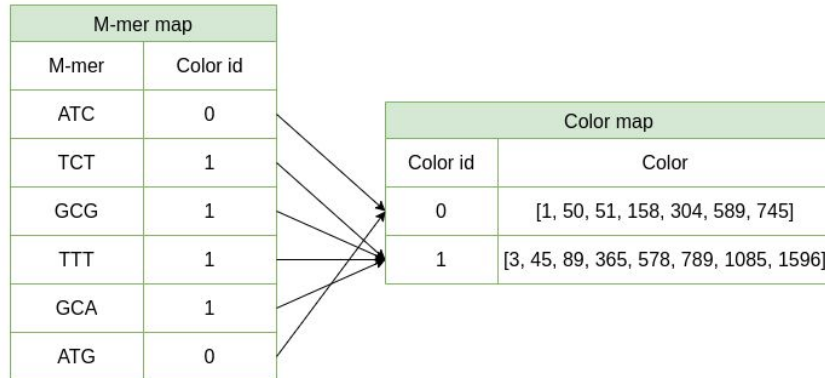 M-mer map
M-mer Color id
ATC 0
TCT 1
GCG 1
TTT 1
GCA 1
ATG 0
Color map
Color id Color
0 [1, 50, 51, 158, 304, 589, 745]
1 [3, 45, 89, 365, 578, 789, 1085, 1596]